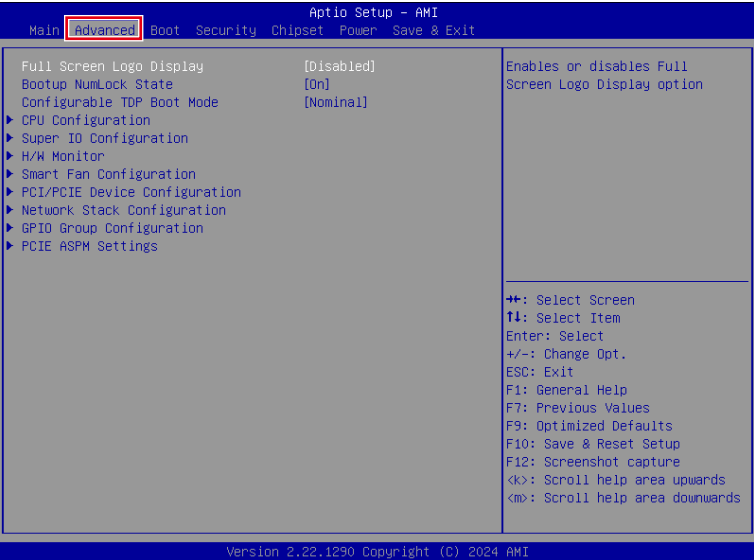 Aptio Setup – AMI
Main Advanced Boot Security Chipset Power Save & Exit
Full Screen Logo Display [Disabled]
Bootup NumLock State [On]
Configurable TDP Boot Mode [Nominal]
▶ CPU Configuration
▶ Super IO Configuration
▶ H/W Monitor
▶ Smart Fan Configuration
▶ PCI/PCIE Device Configuration
▶ Network Stack Configuration
▶ GPIO Group Configuration
▶ PCIE ASPM Settings
Enables or disables Full
Screen Logo Display option
→←: Select Screen
↑↓: Select Item
Enter: Select
+/-: Change Opt.
ESC: Exit
F1: General Help
F7: Previous Values
F9: Optimized Defaults
F10: Save & Reset Setup
F12: Screenshot capture
<k>: Scroll help area upwards
<m>: Scroll help area downwards
Version 2.22.1290 Copyright (C) 2024 AMI